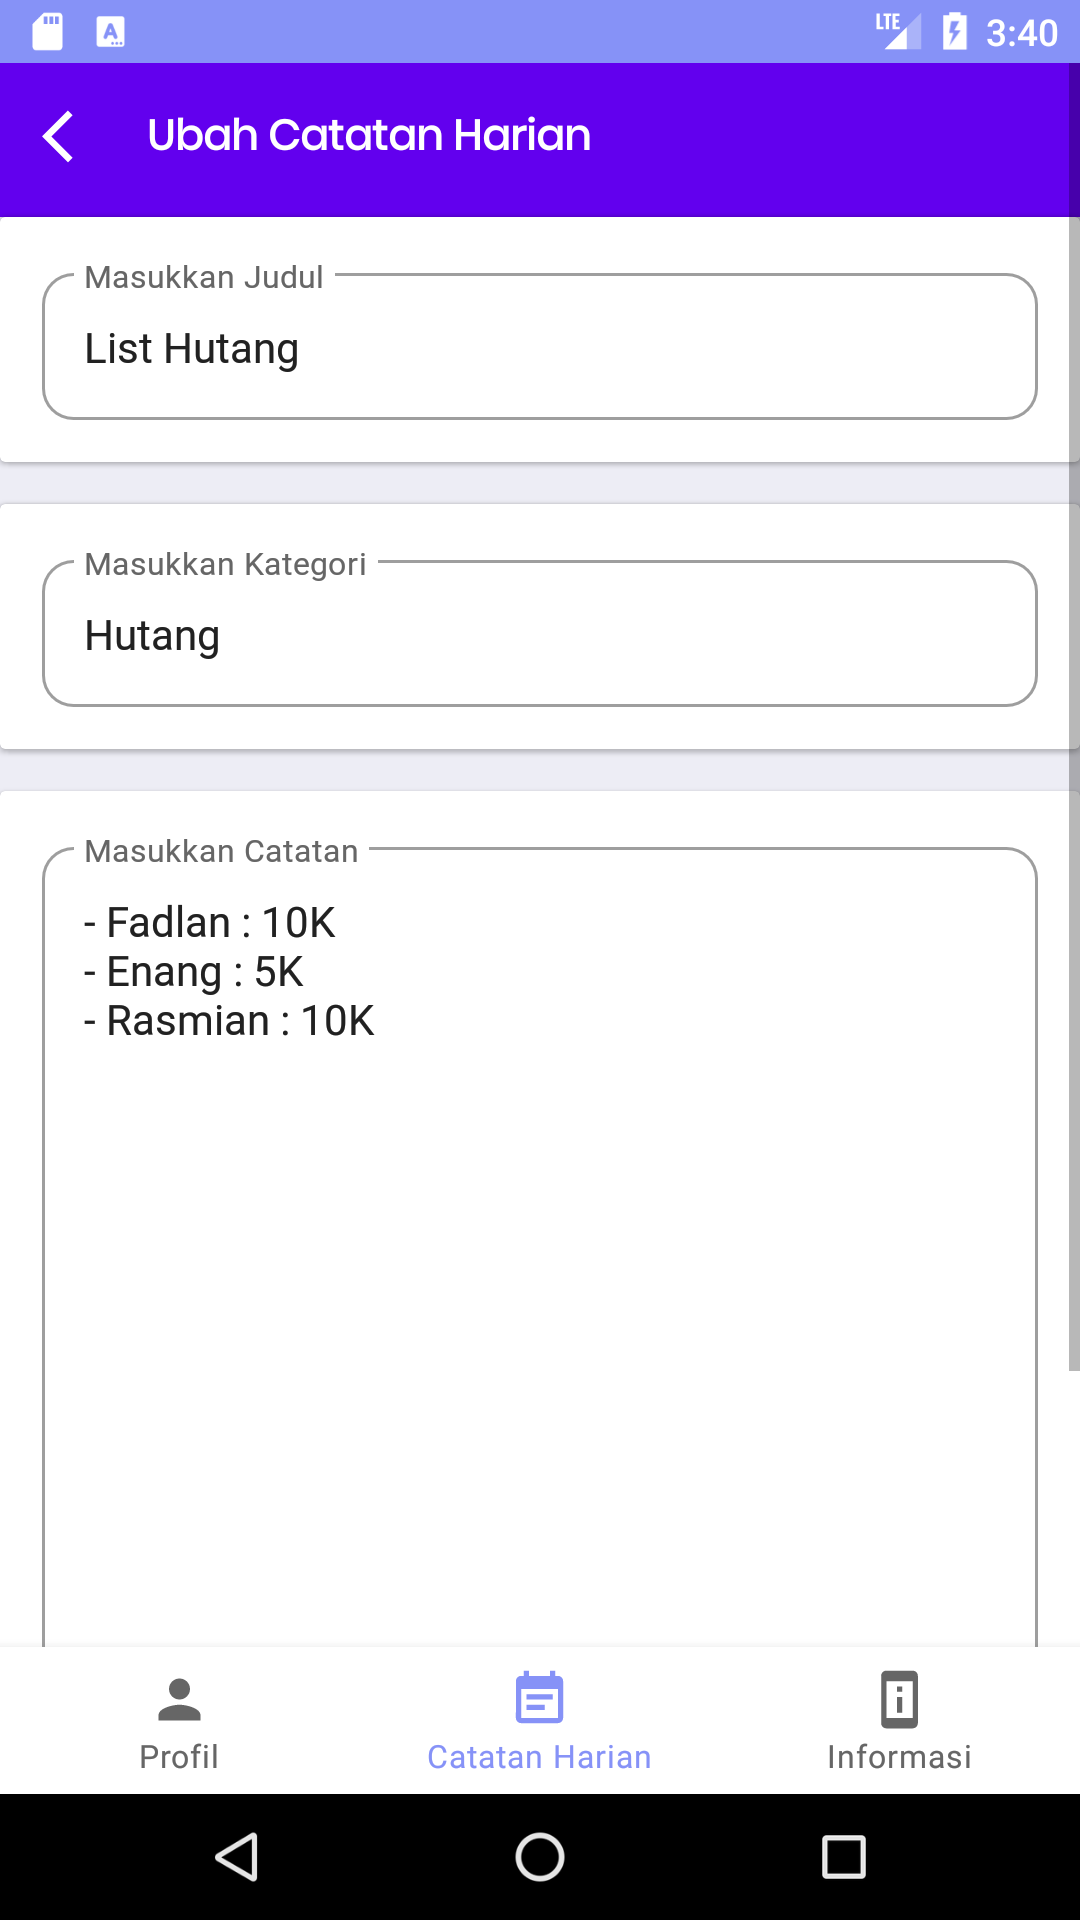 LTE 3:40
Ubah Catatan Harian
Masukkan Judul
List Hutang
Masukkan Kategori
Hutang
Masukkan Catatan
- Fadlan : 10K
- Enang : 5K
- Rasmian : 10K
Profil
Catatan Harian
Informasi